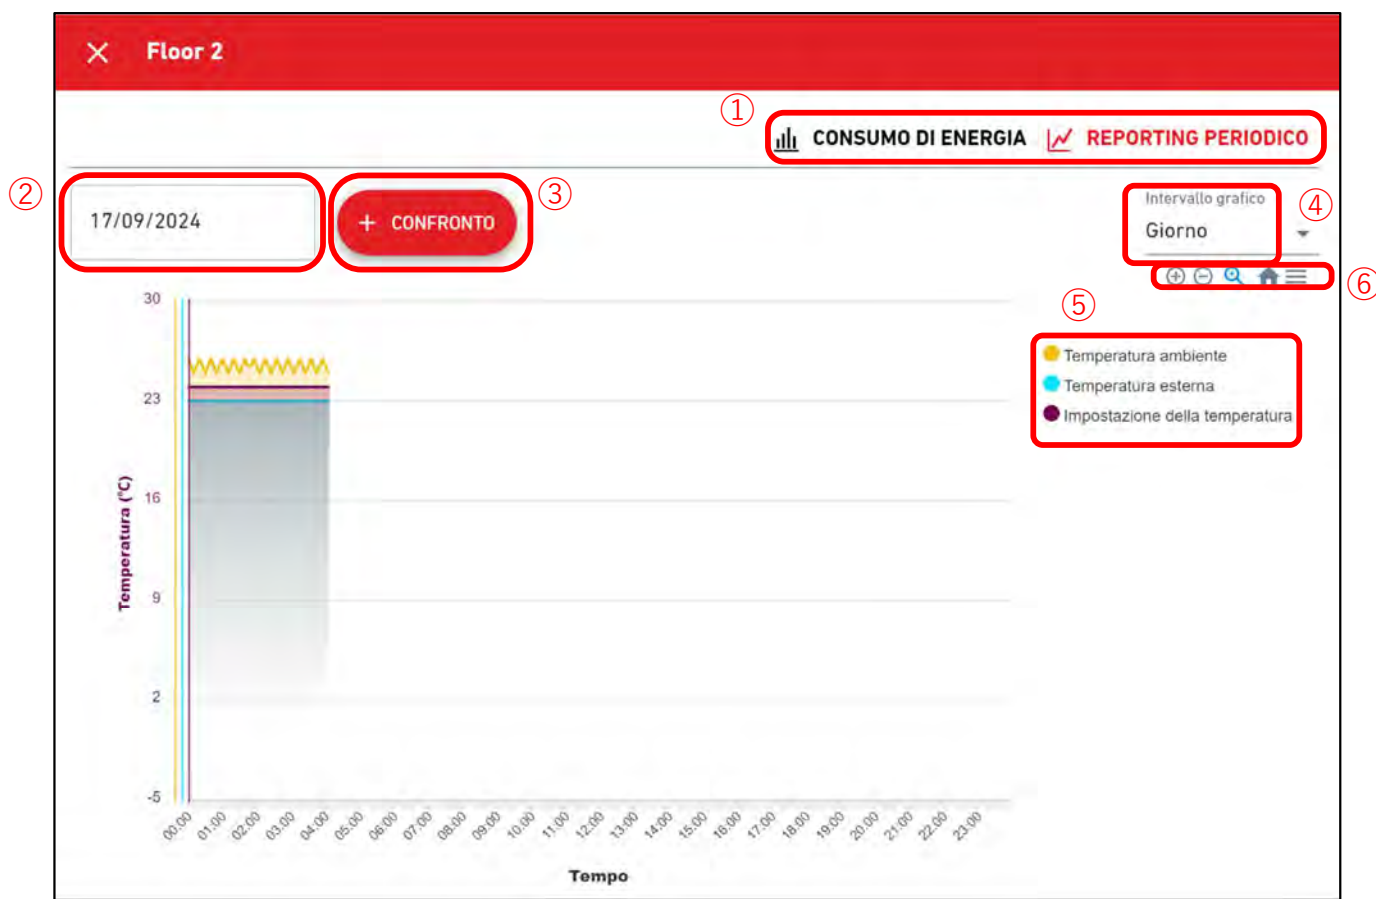 Floor 2
①
CONSUMO DI ENERGIA REPORTING PERIODICO
②
17/09/2024
+ CONFRONTO
③
Intervallo grafico
Giorno
④
⑥
⑤
Temperatura ambiente
Temperatura esterna
Impostazione della temperatura
Temperatura (°C)
30
23
16
9
2
-5
00:00 01:00 02:00 03:00 04:00 05:00 06:00 07:00 08:00 09:00 10:00 11:00 12:00 13:00 14:00 15:00 16:00 17:00 18:00 19:00 20:00 21:00 22:00 23:00
Tempo